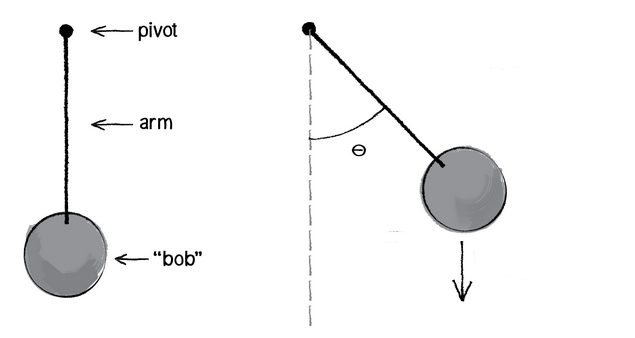 pivot
arm
“bob”
Θ